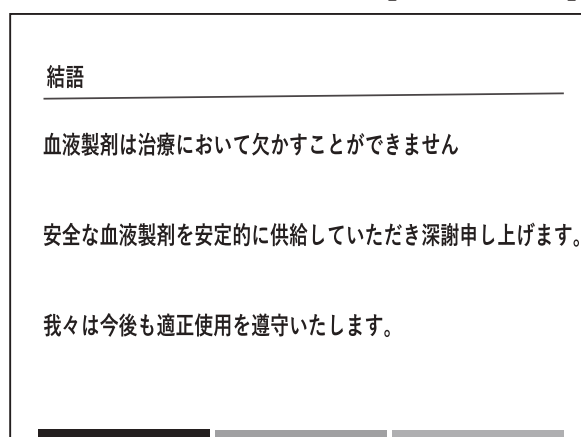 結語
血液製剤は治療において欠かすことができません
安全な血液製剤を安定的に供給していただき深謝申し上げます。
我々は今後も適正使用を遵守いたします。